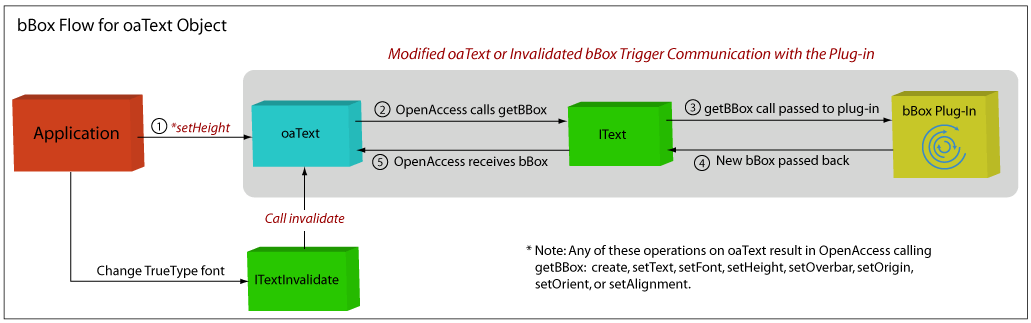 bBox Flow for oaText Object
Modified oaText or Invalidated bBox Trigger Communication with the Plug-in
Application
1 *setHeight
oaText
2 OpenAccess calls getBBox
IText
3 getBBox call passed to plug-in
bBox Plug-In
5 OpenAccess receives bBox
4 New bBox passed back
Call invalidate
Change TrueType font
ITextInvalidate
* Note: Any of these operations on oaText result in OpenAccess calling
getBBox: create, setText, setFont, setHeight, setOverbar, setOrigin,
setOrient, or setAlignment.